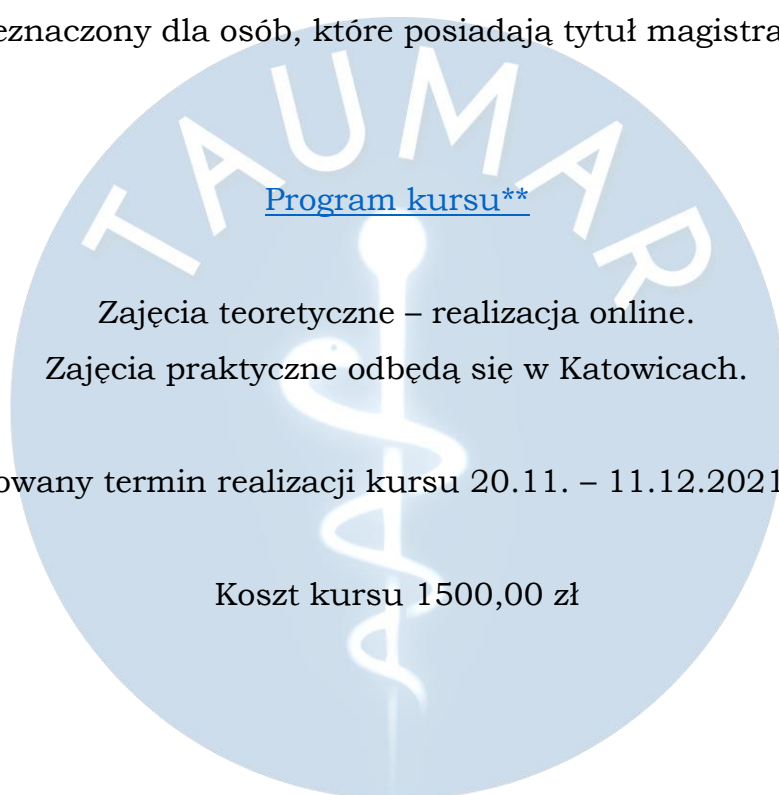 eznaczony dla osób, które posiadają tytuł magistra
TAUMAR
Program kursu**
Zajęcia teoretyczne – realizacja online.
Zajęcia praktyczne odbędą się w Katowicach.
owany termin realizacji kursu 20.11. – 11.12.2021
Koszt kursu 1500,00 zł